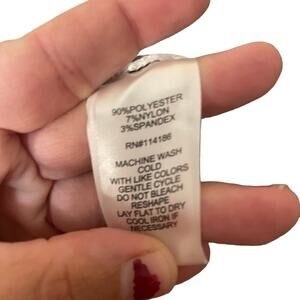 90%POLYESTER
7%NYLON
3%SPANDEX
RN#114186
MACHINE WASH
COLD
WITH LIKE COLORS
GENTLE CYCLE
DO NOT BLEACH
RESHAPE
LAY FLAT TO DRY
COOL IRON IF
NECESSARY